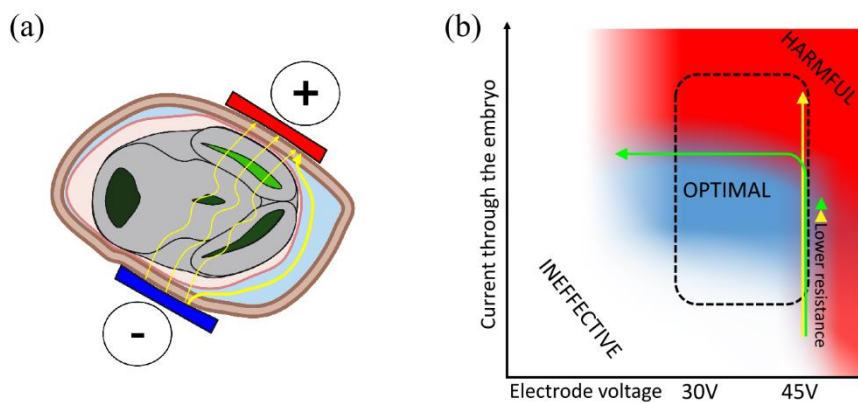 (a)
+
-
(b)
Current through the embryo
HARMFUL
OPTIMAL
INEFFECTIVE
Lower resistance
Electrode voltage 30V 45V